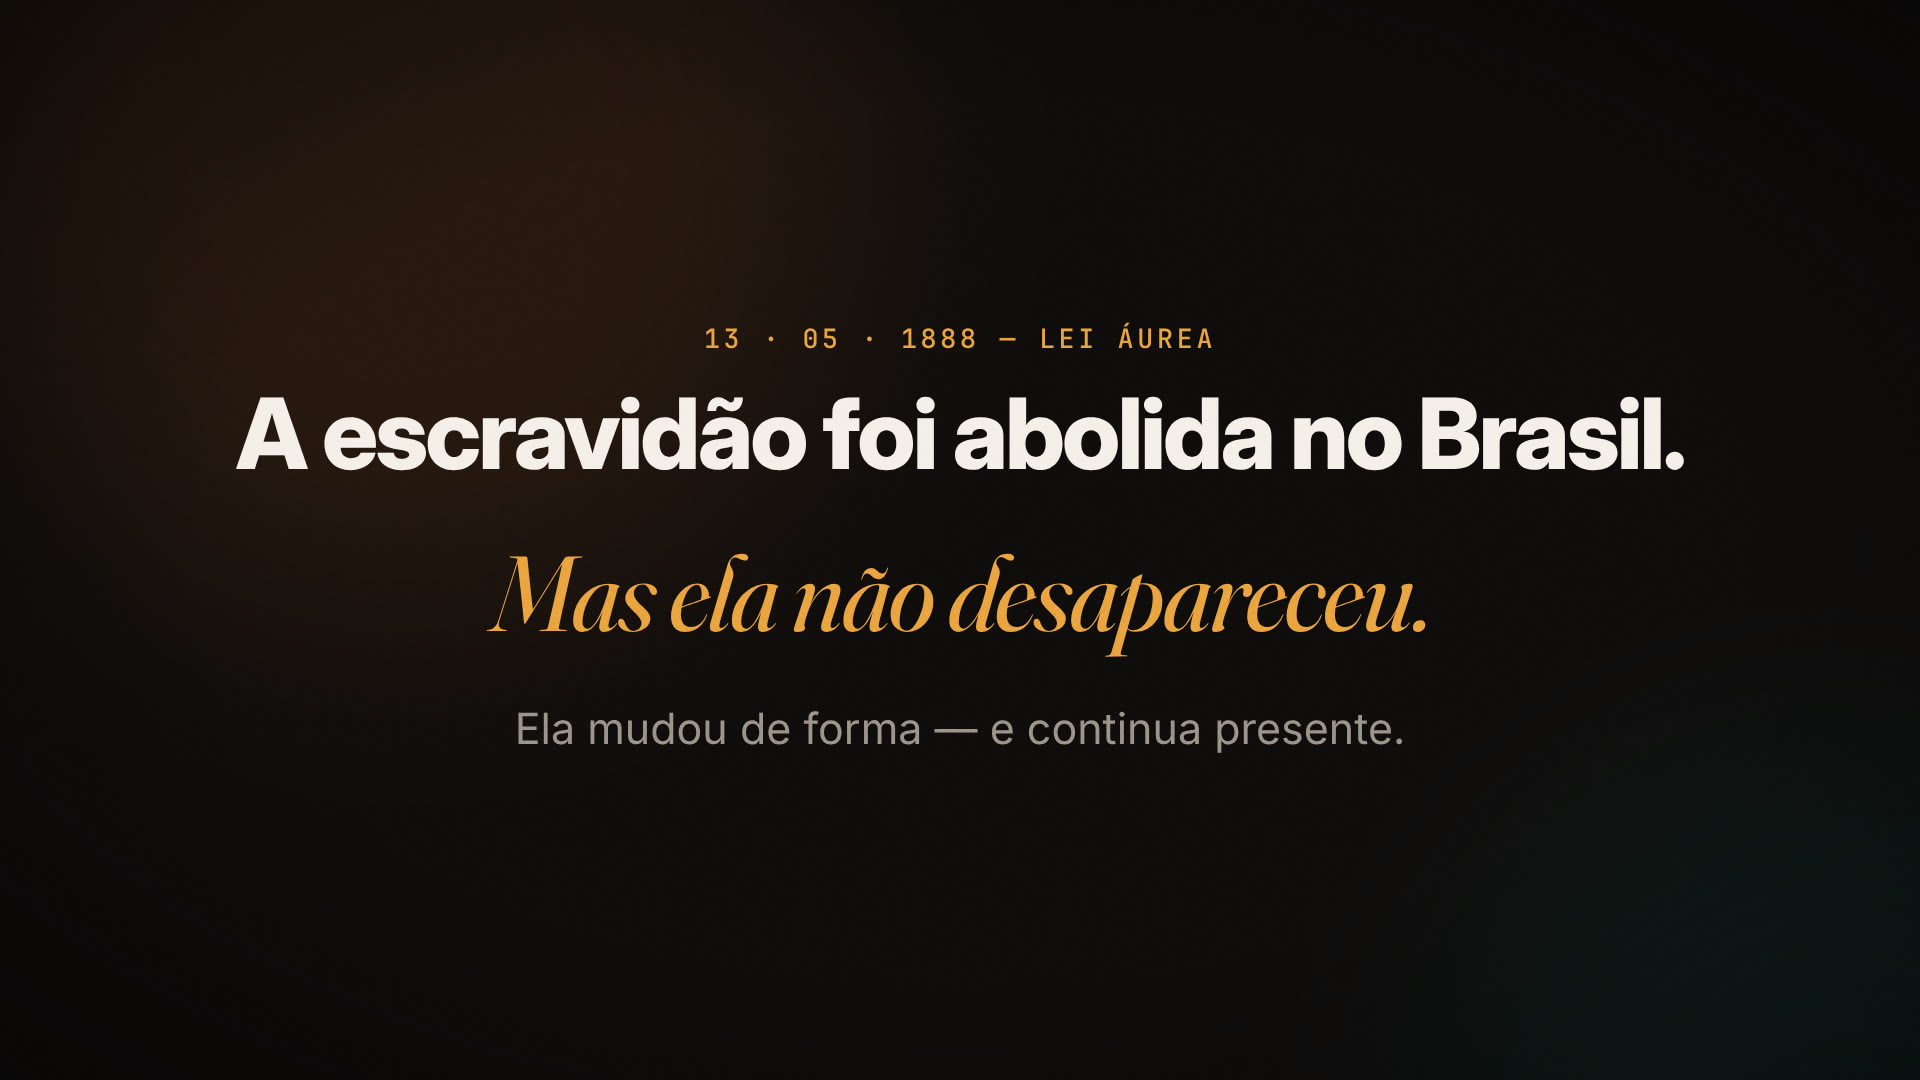 13 · 05 · 1888 — LEI ÁUREA
A escravidão foi abolida no Brasil.
Mas ela não desapareceu.
Ela mudou de forma — e continua presente.